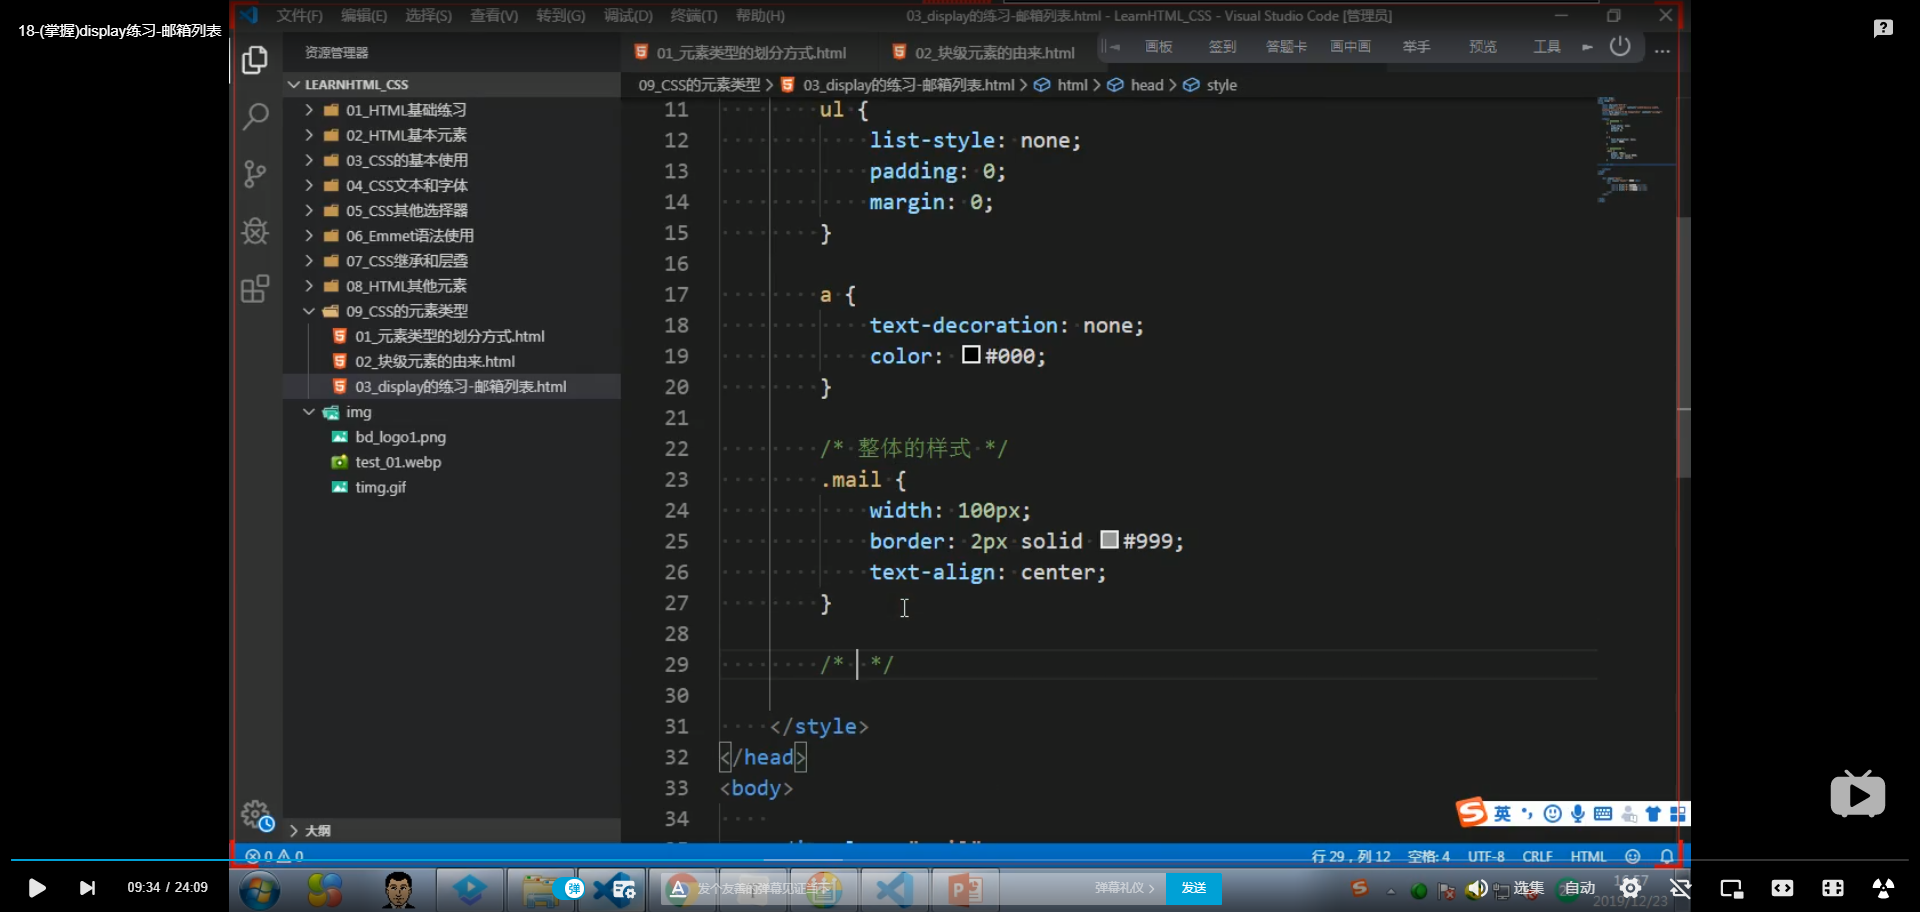 18-(掌握)display练习-邮箱列表
文件(F) 编辑(E) 选择(S) 查看(V) 转到(G) 调试(D) 终端(T) 帮助(H)
03_display的练习-邮箱列表.html - LearnHTML_CSS - Visual Studio Code [管理员]
资源管理器
01_元素类型的划分方式.html
02_块级元素的由来.html
画板 签到 答题卡 画中画 举手 预览 工具
LEARNHTML_CSS
09_CSS的元素类型 > 03_display的练习-邮箱列表.html > html > head > style
01_HTML基础练习
02_HTML基本元素
03_CSS的基本使用
04_CSS文本和字体
05_CSS其他选择器
06_Emmet语法使用
07_CSS继承和层叠
08_HTML其他元素
09_CSS的元素类型
01_元素类型的划分方式.html
02_块级元素的由来.html
03_display的练习-邮箱列表.html
img
bd_logo1.png
test_01.webp
timg.gif
大纲
11 ul {
12 list-style: none;
13 padding: 0;
14 margin: 0;
15 }
16
17 a {
18 text-decoration: none;
19 color: #000;
20 }
21
22 /* 整体的样式 */
23 .mail {
24 width: 100px;
25 border: 2px solid #999;
26 text-align: center;
27 }
28
29 /* */
30
31 </style>
32 </head>
33 <body>
34
英
0 0
行 29，列 12 空格: 4 UTF-8 CRLF HTML
09:34 / 24:09
弹
发个友善的弹幕见证当下
弹幕礼仪 >
发送
选集
自动
2019/12/23